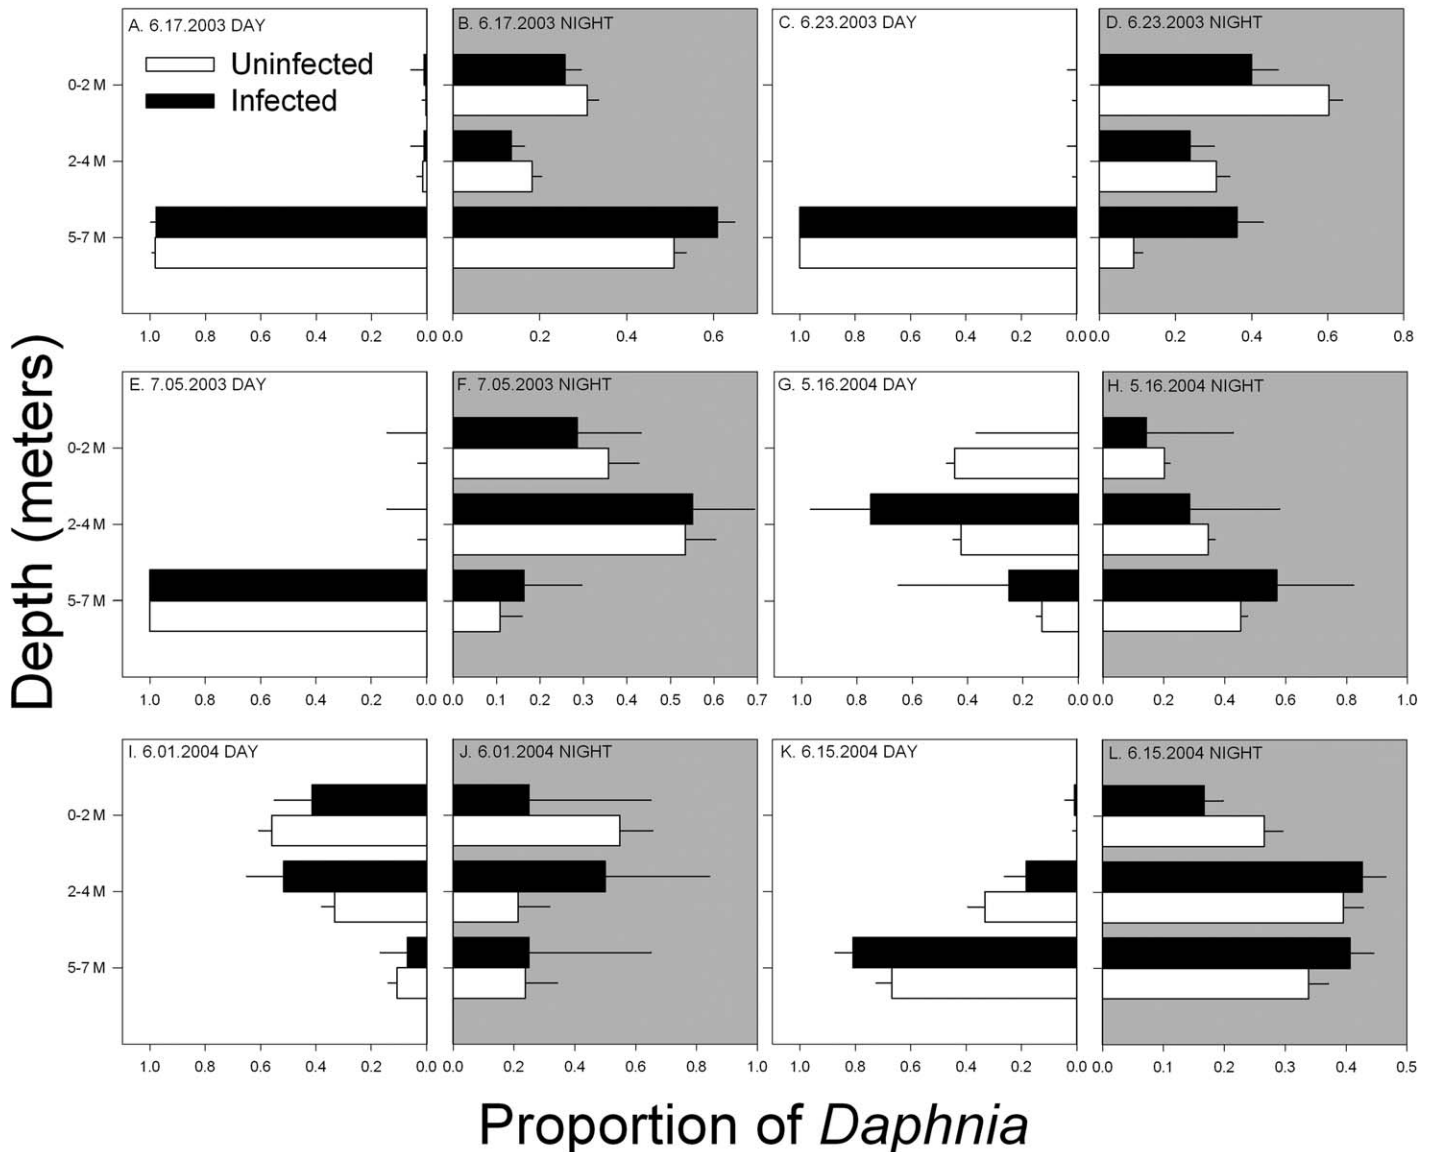 A. 6.17.2003 DAY
Uninfected
Infected
B. 6.17.2003 NIGHT
C. 6.23.2003 DAY
D. 6.23.2003 NIGHT
0-2 M
2-4 M
5-7 M
1.0 0.8 0.6 0.4 0.2 0.0
0.0 0.2 0.4 0.6
1.0 0.8 0.6 0.4 0.2 0.0
0.0 0.2 0.4 0.6 0.8
E. 7.05.2003 DAY
F. 7.05.2003 NIGHT
G. 5.16.2004 DAY
H. 5.16.2004 NIGHT
0-2 M
2-4 M
5-7 M
1.0 0.8 0.6 0.4 0.2 0.0
0.0 0.1 0.2 0.3 0.4 0.5 0.6 0.7
1.0 0.8 0.6 0.4 0.2 0.0
0.0 0.2 0.4 0.6 0.8 1.0
I. 6.01.2004 DAY
J. 6.01.2004 NIGHT
K. 6.15.2004 DAY
L. 6.15.2004 NIGHT
0-2 M
2-4 M
5-7 M
1.0 0.8 0.6 0.4 0.2 0.0
0.0 0.2 0.4 0.6 0.8 1.0
1.0 0.8 0.6 0.4 0.2 0.0
0.0 0.1 0.2 0.3 0.4 0.5
Depth (meters)
Proportion of Daphnia